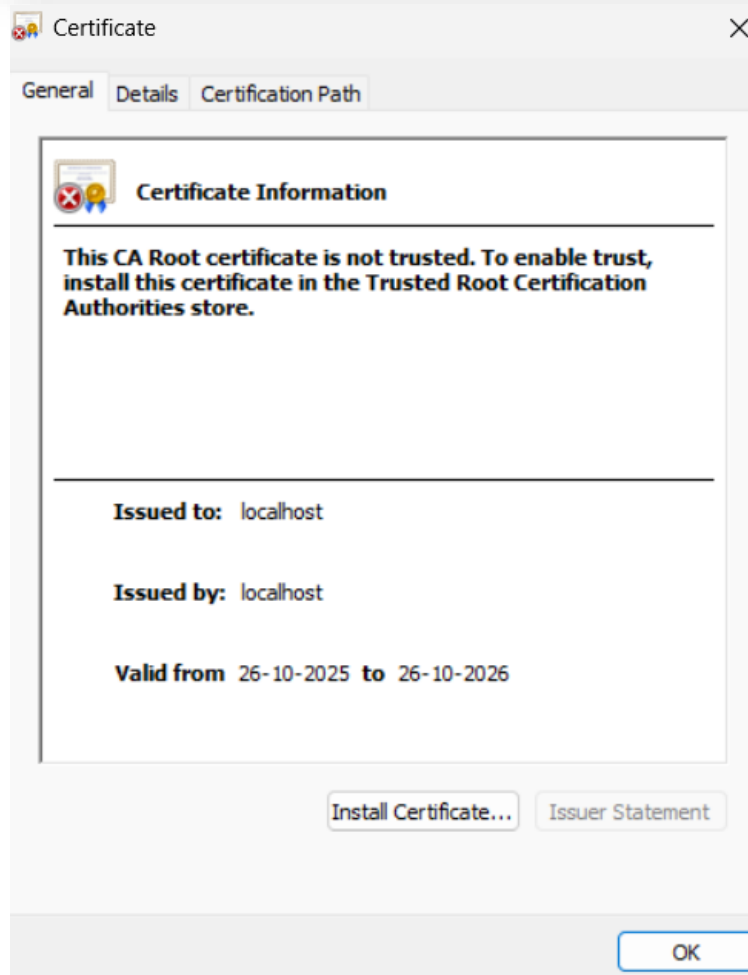 Certificate
General Details Certification Path
Certificate Information
This CA Root certificate is not trusted. To enable trust,
install this certificate in the Trusted Root Certification
Authorities store.
Issued to: localhost
Issued by: localhost
Valid from 26-10-2025 to 26-10-2026
Install Certificate... Issuer Statement
OK